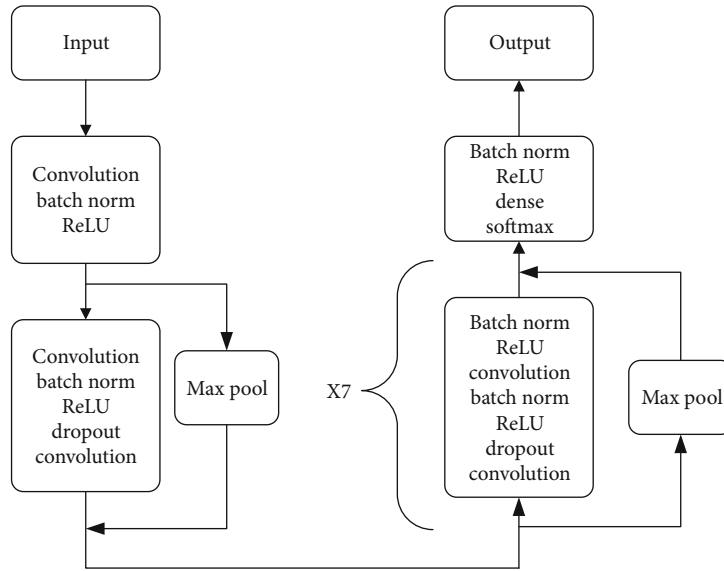 Input
Convolution
batch norm
ReLU
Convolution
batch norm
ReLU
dropout
convolution
Max pool
Output
Batch norm
ReLU
dense
softmax
X7
Batch norm
ReLU
convolution
batch norm
ReLU
dropout
convolution
Max pool